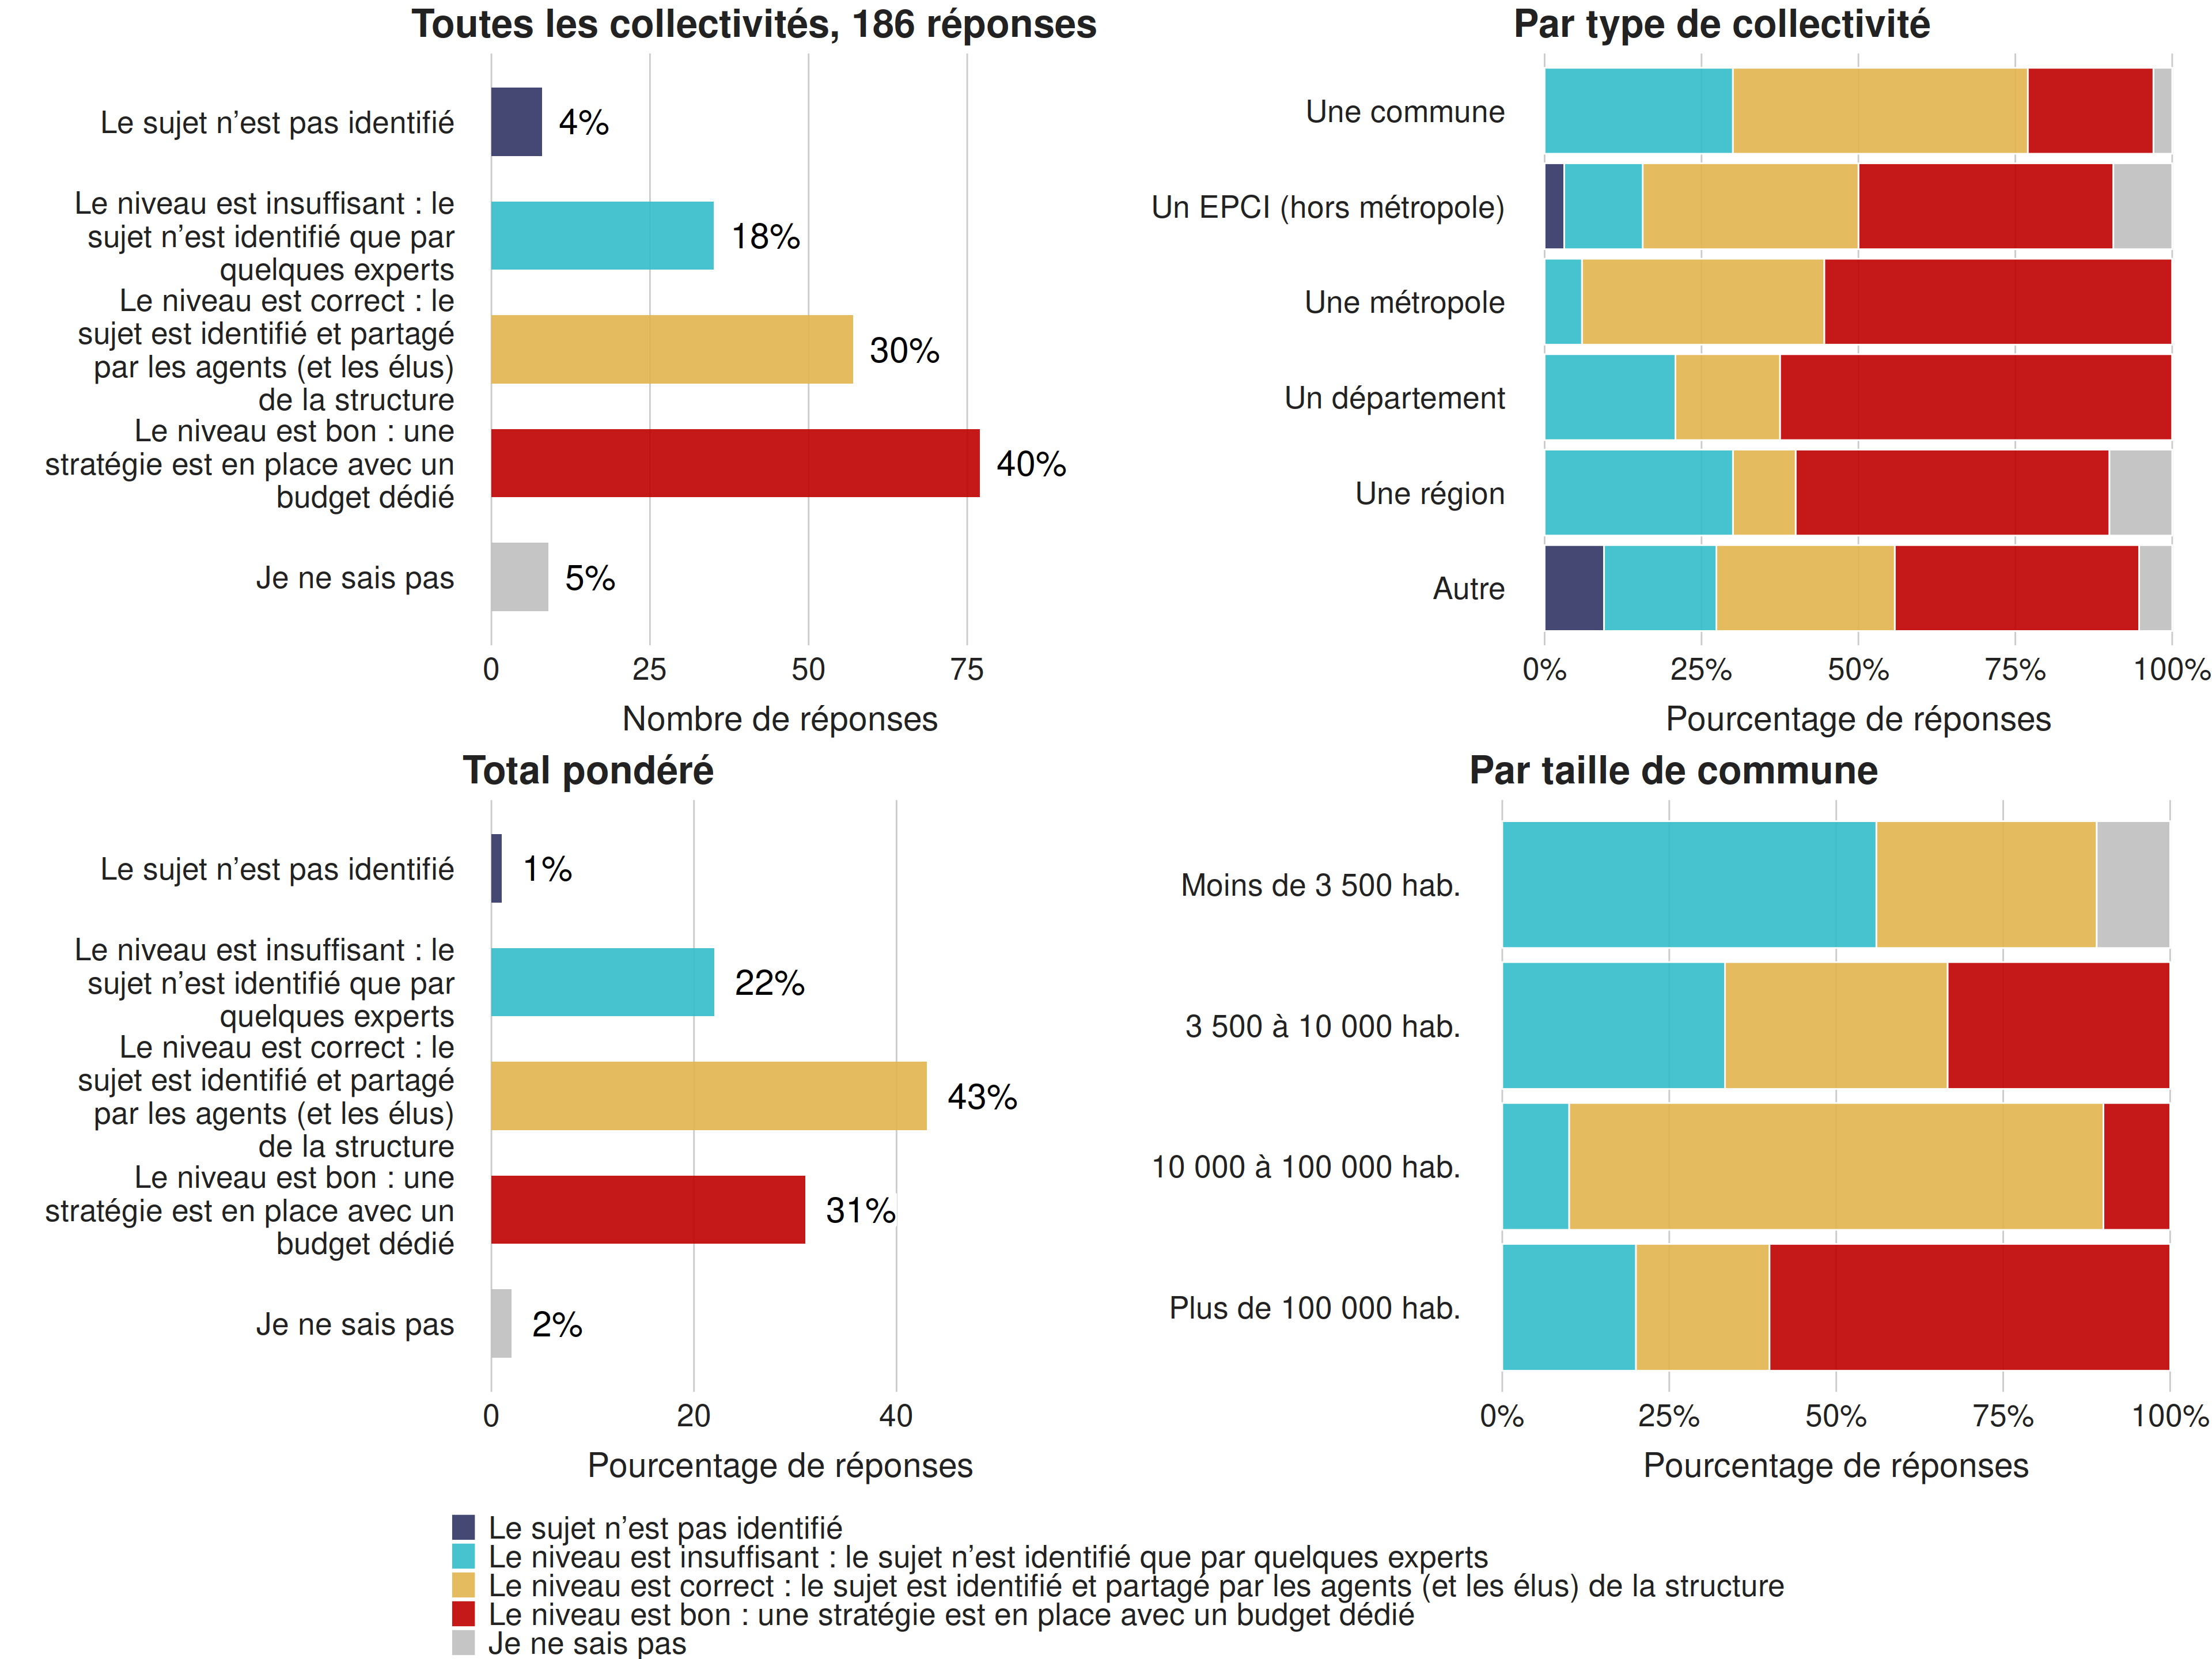 Toutes les collectivités, 186 réponses
Le sujet n’est pas identifié
4%
Le niveau est insuffisant : le
sujet n’est identifié que par
quelques experts
18%
Le niveau est correct : le
sujet est identifié et partagé
par les agents (et les élus)
de la structure
30%
Le niveau est bon : une
stratégie est en place avec un
budget dédié
40%
Je ne sais pas
5%
0 25 50 75
Nombre de réponses
Par type de collectivité
Une commune
Un EPCI (hors métropole)
Une métropole
Un département
Une région
Autre
0% 25% 50% 75% 100%
Pourcentage de réponses
Total pondéré
Le sujet n’est pas identifié
1%
Le niveau est insuffisant : le
sujet n’est identifié que par
quelques experts
22%
Le niveau est correct : le
sujet est identifié et partagé
par les agents (et les élus)
de la structure
43%
Le niveau est bon : une
stratégie est en place avec un
budget dédié
31%
Je ne sais pas
2%
0 20 40
Pourcentage de réponses
Par taille de commune
Moins de 3 500 hab.
3 500 à 10 000 hab.
10 000 à 100 000 hab.
Plus de 100 000 hab.
0% 25% 50% 75% 100%
Pourcentage de réponses
Le sujet n’est pas identifié
Le niveau est insuffisant : le sujet n’est identifié que par quelques experts
Le niveau est correct : le sujet est identifié et partagé par les agents (et les élus) de la structure
Le niveau est bon : une stratégie est en place avec un budget dédié
Je ne sais pas